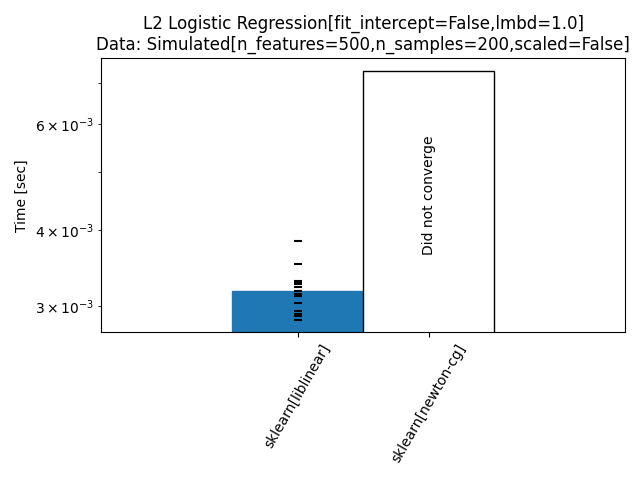 L2 Logistic Regression[fit_intercept=False,lmbd=1.0]
Data: Simulated[n_features=500,n_samples=200,scaled=False]
Time [sec]
6 × 10⁻³
4 × 10⁻³
3 × 10⁻³
Did not converge
sklearn[liblinear]
sklearn[newton-cg]